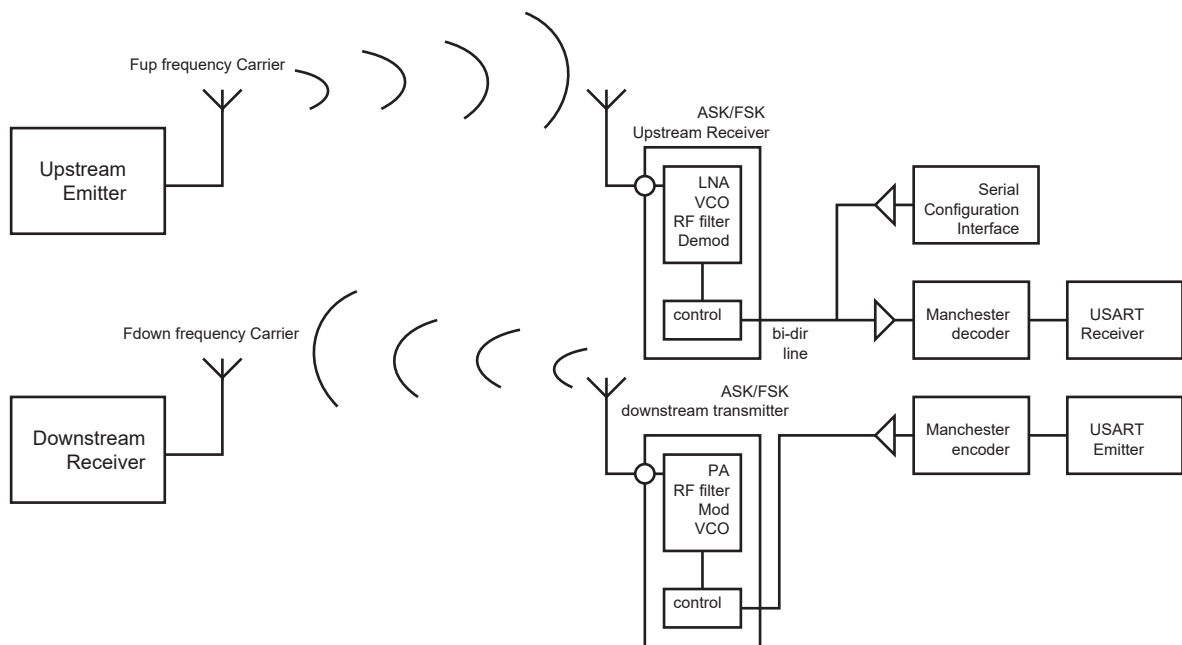 Fup frequency Carrier
Upstream
Emitter
ASK/FSK
Upstream Receiver
LNA
VCO
RF filter
Demod
control
bi-dir
line
Serial
Configuration
Interface
Manchester
decoder
USART
Receiver
Fdown frequency Carrier
Downstream
Receiver
ASK/FSK
downstream transmitter
PA
RF filter
Mod
VCO
control
Manchester
encoder
USART
Emitter